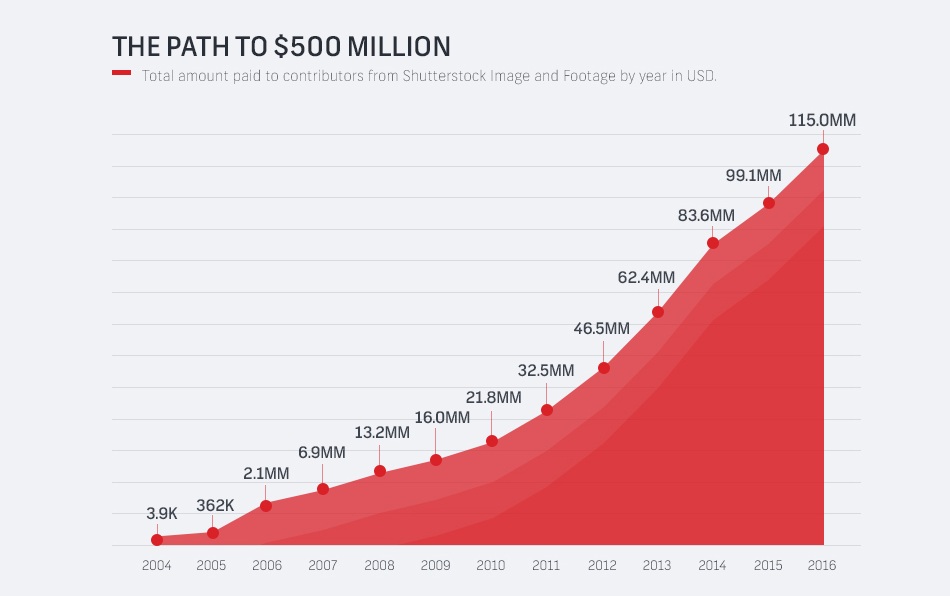 THE PATH TO $500 MILLION
Total amount paid to contributors from Shutterstock Image and Footage by year in USD.
115.0MM
99.1MM
83.6MM
62.4MM
46.5MM
32.5MM
21.8MM
16.0MM
13.2MM
6.9MM
2.1MM
362K
3.9K
2004 2005 2006 2007 2008 2009 2010 2011 2012 2013 2014 2015 2016